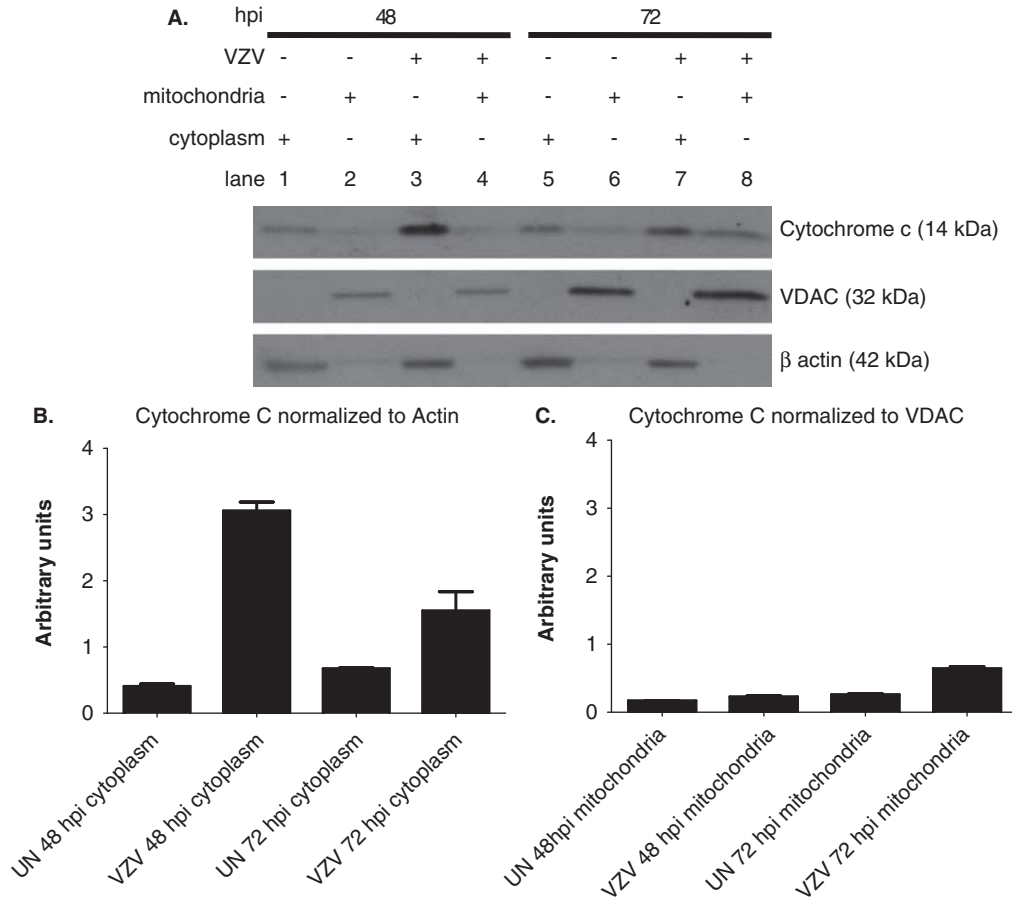 A. hpi 48 72
VZV - - + + - - + +
mitochondria - + - + - + - +
cytoplasm + - + - + - + -
lane 1 2 3 4 5 6 7 8
Cytochrome c (14 kDa)
VDAC (32 kDa)
β actin (42 kDa)
B. Cytochrome C normalized to Actin
Arbitrary units
4
3
2
1
0
UN 48 hpi cytoplasm
VZV 48 hpi cytoplasm
UN 72 hpi cytoplasm
VZV 72 hpi cytoplasm
C. Cytochrome C normalized to VDAC
Arbitrary units
4
3
2
1
0
UN 48hpi mitochondria
VZV 48 hpi mitochondria
UN 72 hpi mitochondria
VZV 72 hpi mitochondria